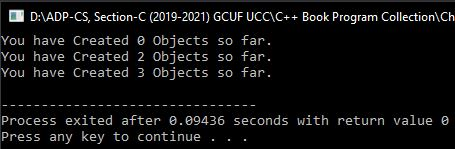 D:\ADP-CS, Section-C (2019-2021) GCUF UCC\C++ Book Program Collection\Ch
You have Created 0 Objects so far.
You have Created 2 Objects so far.
You have Created 3 Objects so far.
--------------------------------
Process exited after 0.09436 seconds with return value 0
Press any key to continue . . .